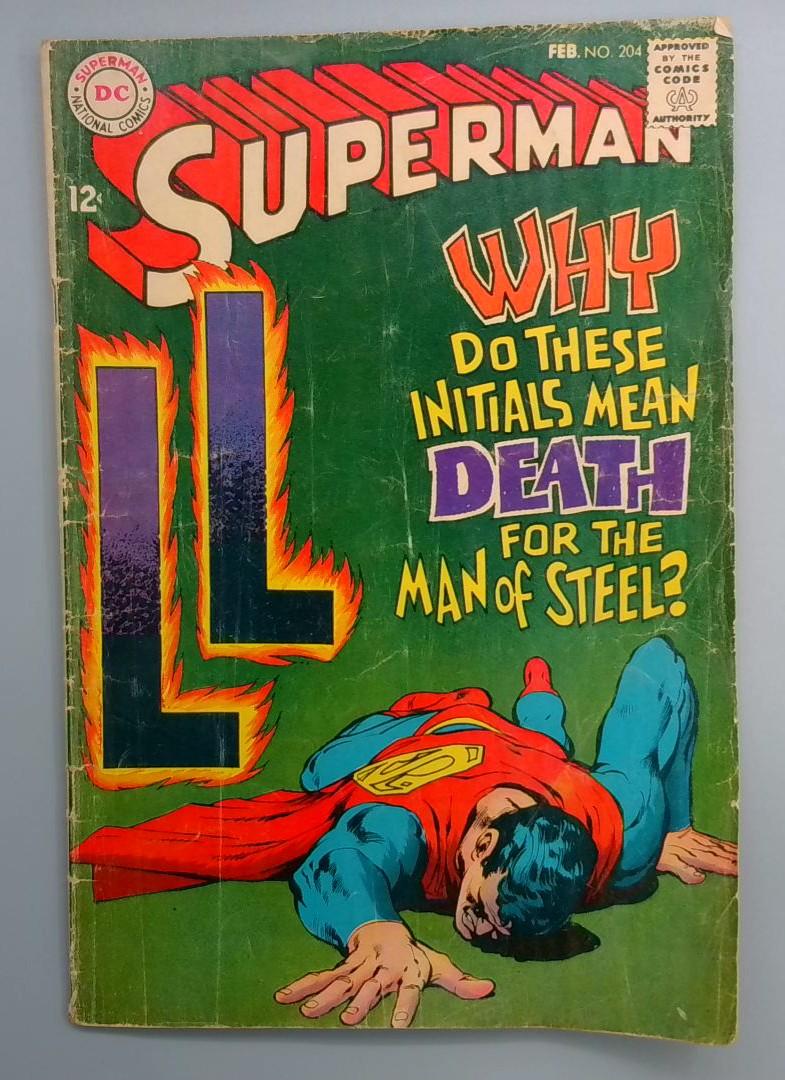 SUPERMAN
DC
NATIONAL COMICS
FEB. NO. 204
APPROVED
BY THE
COMICS
CODE
CA
AUTHORITY
SUPERMAN
12¢
WHY
DO THESE
INITIALS MEAN
DEATH
FOR THE
MAN of STEEL?
LL